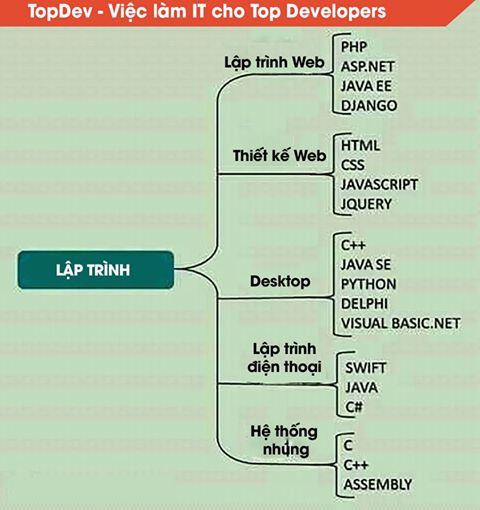 TopDev - Việc làm IT cho Top Developers
LẬP TRÌNH
Lập trình Web
PHP
ASP.NET
JAVA EE
DJANGO
Thiết kế Web
HTML
CSS
JAVASCRIPT
JQUERY
Desktop
C++
JAVA SE
PYTHON
DELPHI
VISUAL BASIC.NET
Lập trình
điện thoại
SWIFT
JAVA
C#
Hệ thống
nhúng
C
C++
ASSEMBLY